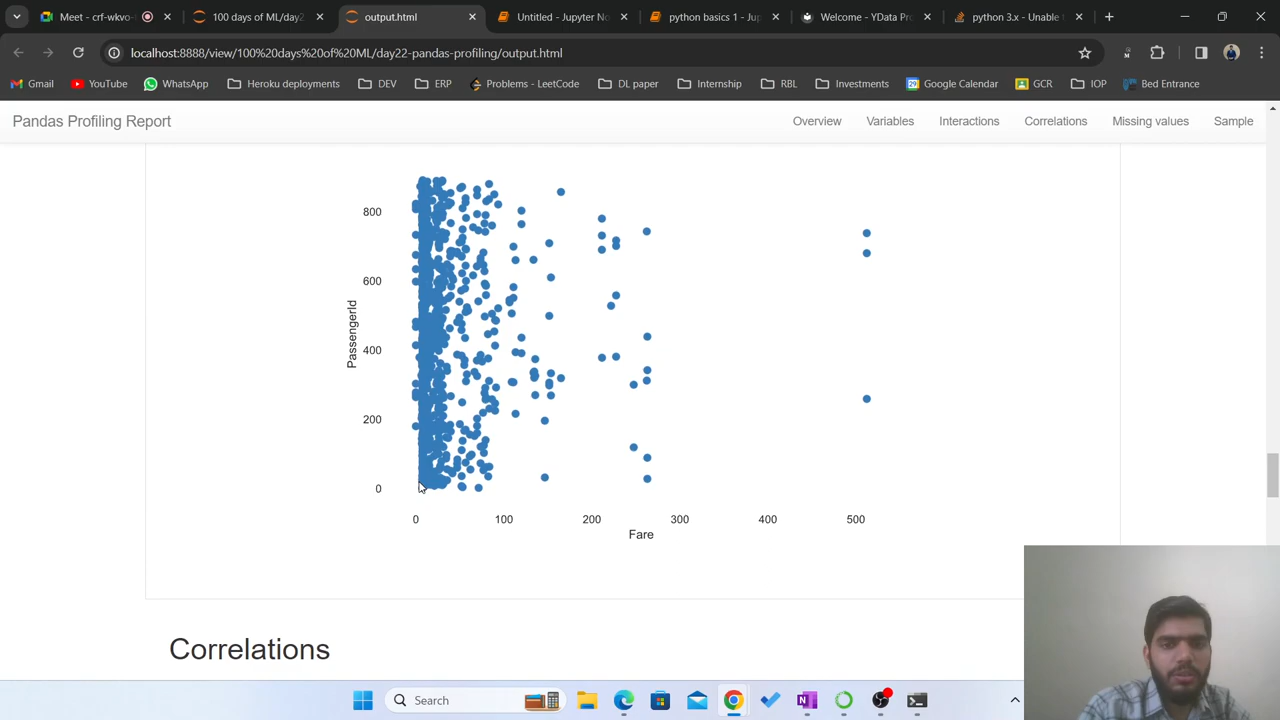 Meet - crf-wkvo-
100 days of ML/day2
output.html
Untitled - Jupyter No
python basics 1 - Jup
Welcome - YData Pro
python 3.x - Unable t
localhost:8888/view/100%20days%20of%20ML/day22-pandas-profiling/output.html
Gmail
YouTube
WhatsApp
Heroku deployments
DEV
ERP
Problems - LeetCode
DL paper
Internship
RBL
Investments
Google Calendar
GCR
IOP
Bed Entrance
Pandas Profiling Report
Overview
Variables
Interactions
Correlations
Missing values
Sample
800
600
400
200
0
PassengerId
0 100 200 300 400 500
Fare
Correlations
Search